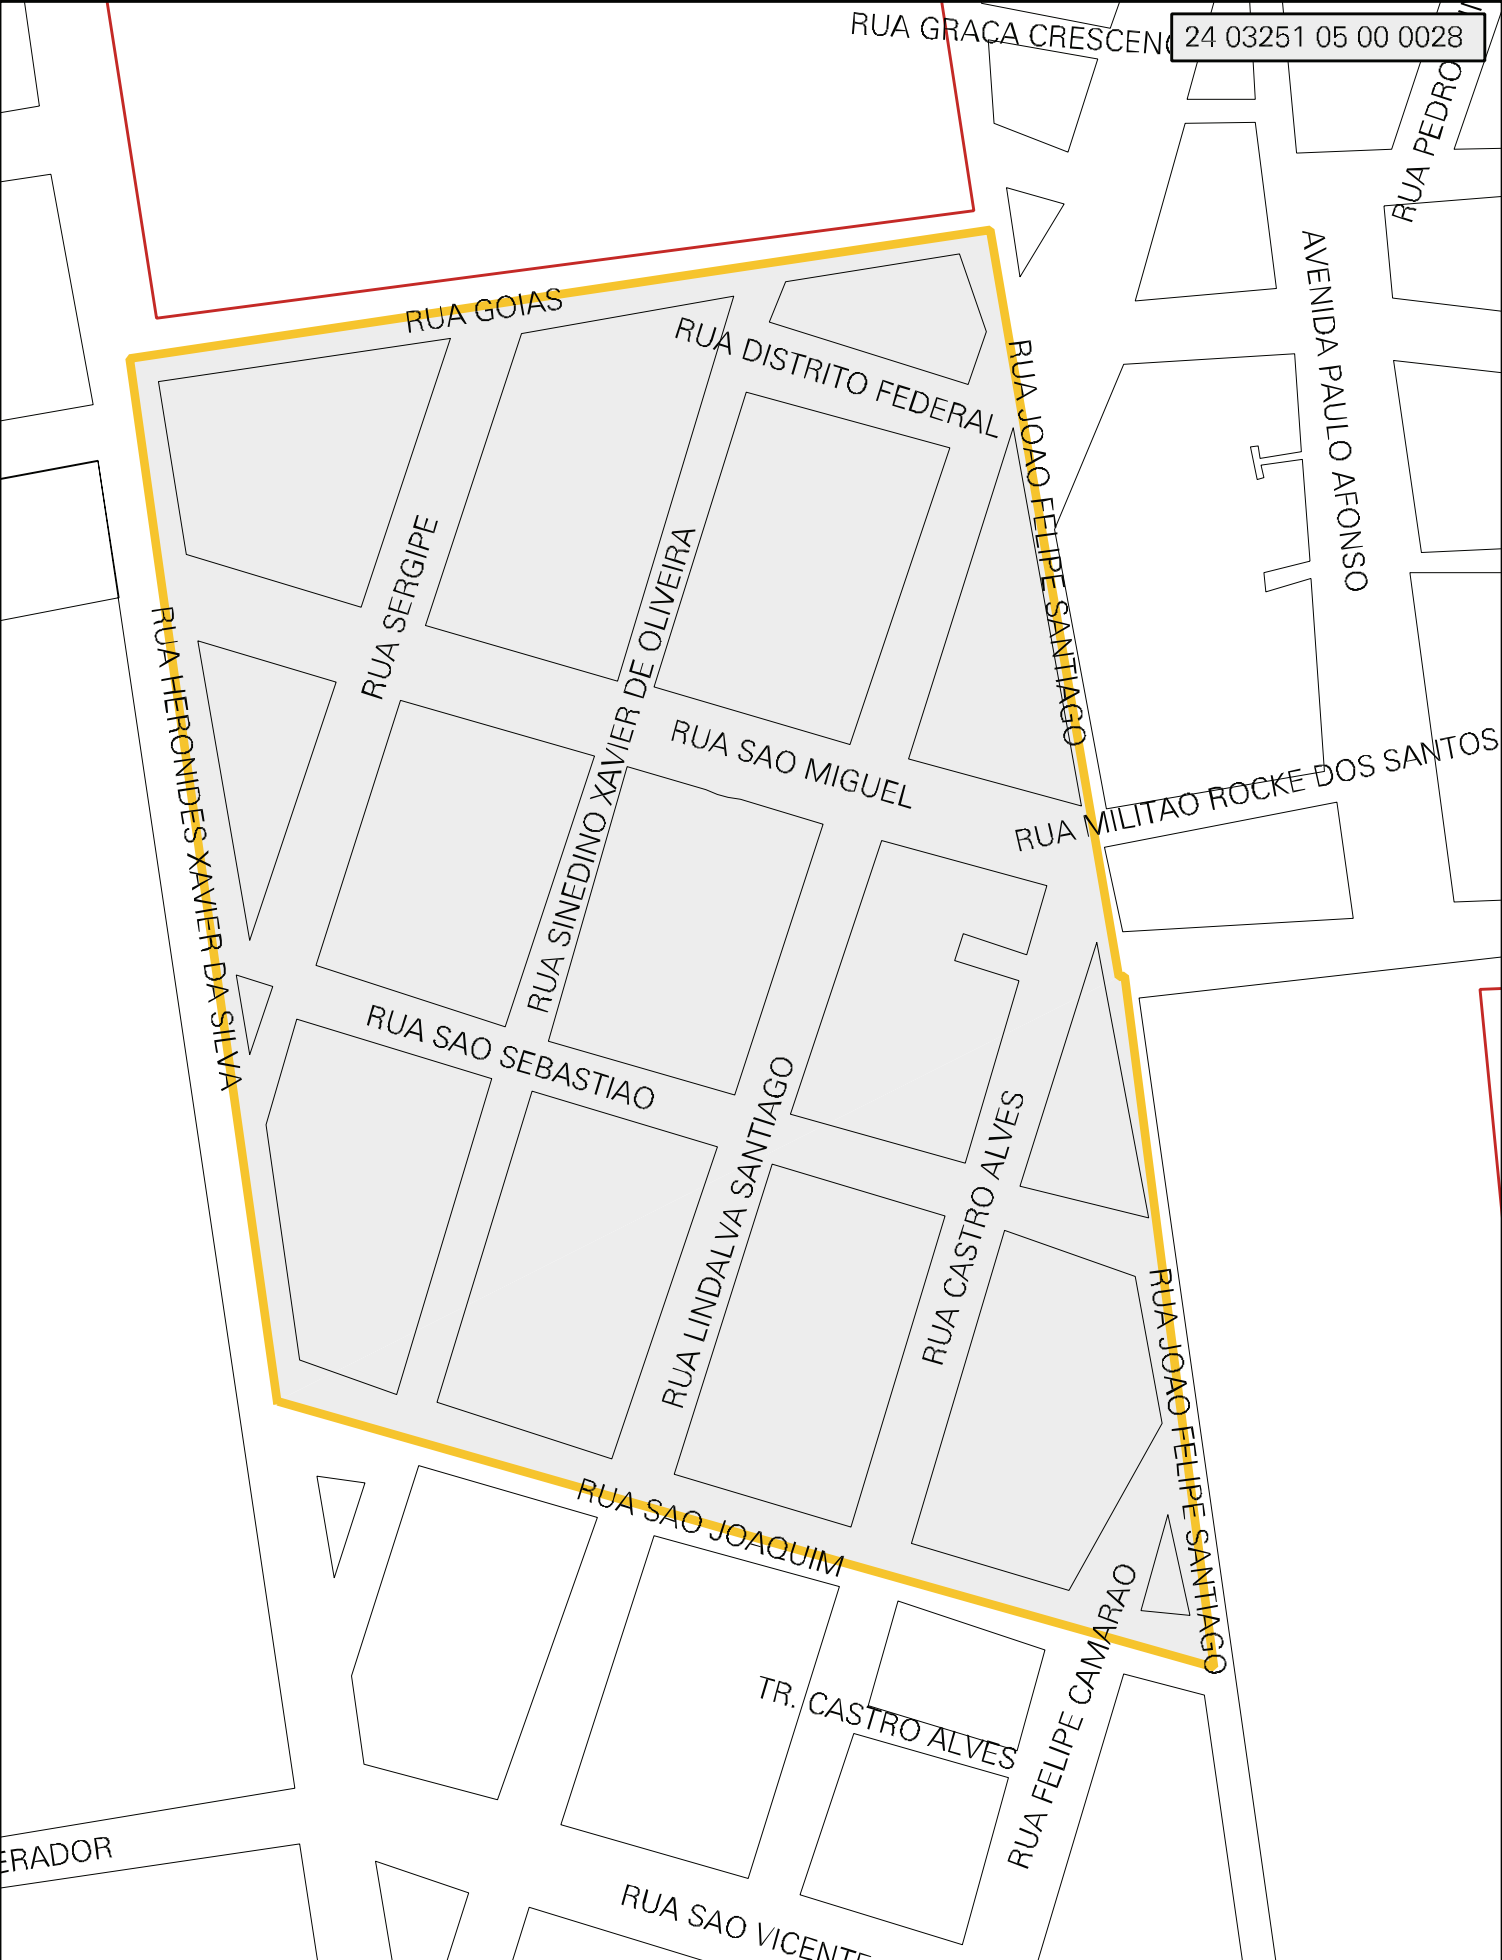 RUA GRACA CRESCENC
24 03251 05 00 0028
RUA PEDRO
AVENIDA PAULO AFONSO
RUA GOIAS
RUA DISTRITO FEDERAL
RUA JOAO FELIPE SANTIAGO
RUA SERGIPE
RUA SINEDINO XAVIER DE OLIVEIRA
RUA HERONIDES XAVIER DA SILVA
RUA SAO MIGUEL
RUA MILITAO ROCKE DOS SANTOS
RUA SAO SEBASTIAO
RUA LINDALVA SANTIAGO
RUA CASTRO ALVES
RUA JOAO FELIPE SANTIAGO
RUA SAO JOAQUIM
RUA FELIPE CAMARAO
TR. CASTRO ALVES
ERADOR
RUA SAO VICENTE